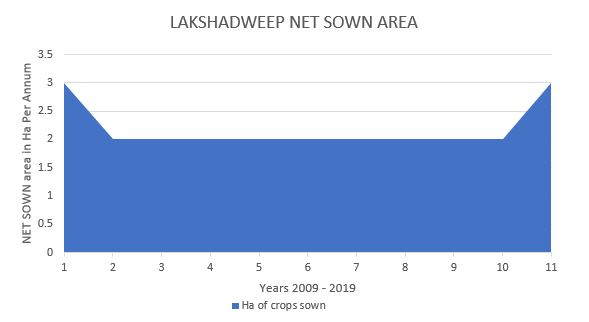 LAKSHADWEEP NET SOWN AREA
NET SOWN area in Ha Per Annum
3.5
3
2.5
2
1.5
1
0.5
0
1 2 3 4 5 6 7 8 9 10 11
Years 2009 - 2019
Ha of crops sown